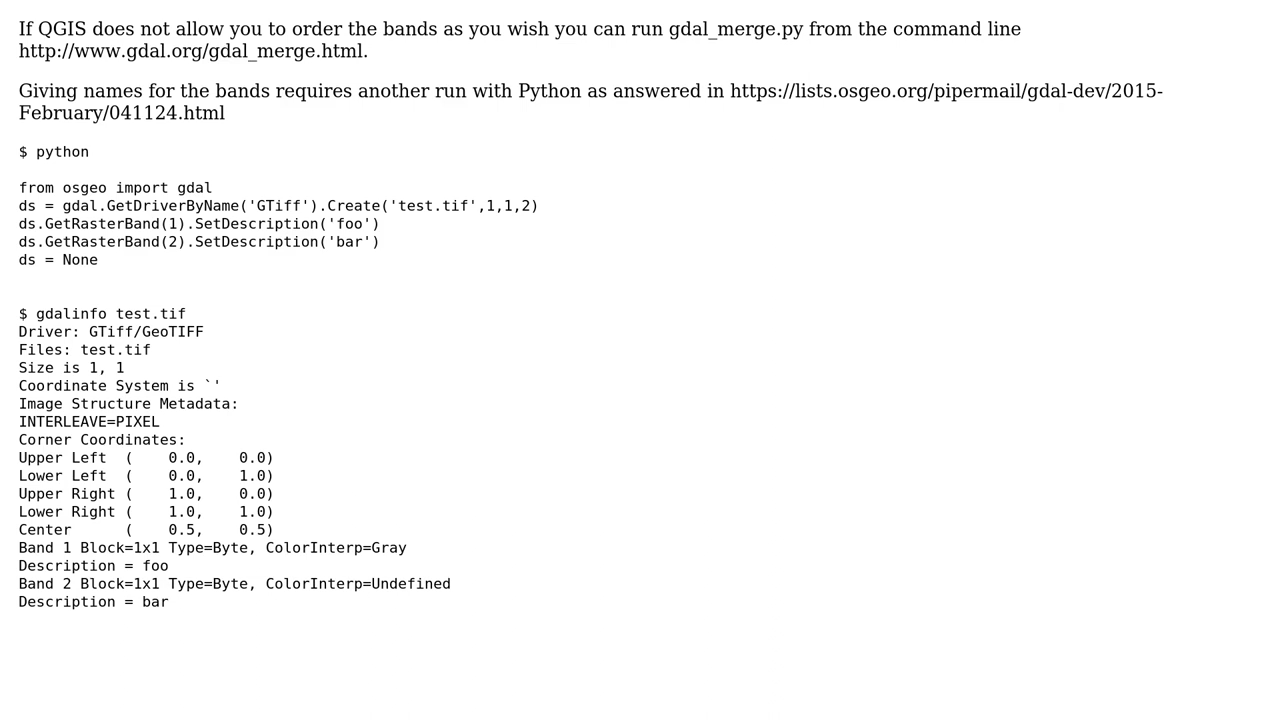 If QGIS does not allow you to order the bands as you wish you can run gdal_merge.py from the command line
http://www.gdal.org/gdal_merge.html.
Giving names for the bands requires another run with Python as answered in https://lists.osgeo.org/pipermail/gdal-dev/2015-
February/041124.html
$ python
from osgeo import gdal
ds = gdal.GetDriverByName('GTiff').Create('test.tif',1,1,2)
ds.GetRasterBand(1).SetDescription('foo')
ds.GetRasterBand(2).SetDescription('bar')
ds = None
$ gdalinfo test.tif
Driver: GTiff/GeoTIFF
Files: test.tif
Size is 1, 1
Coordinate System is `'
Image Structure Metadata:
INTERLEAVE=PIXEL
Corner Coordinates:
Upper Left  (    0.0,    0.0)
Lower Left  (    0.0,    1.0)
Upper Right (    1.0,    0.0)
Lower Right (    1.0,    1.0)
Center      (    0.5,    0.5)
Band 1 Block=1x1 Type=Byte, ColorInterp=Gray
Description = foo
Band 2 Block=1x1 Type=Byte, ColorInterp=Undefined
Description = bar